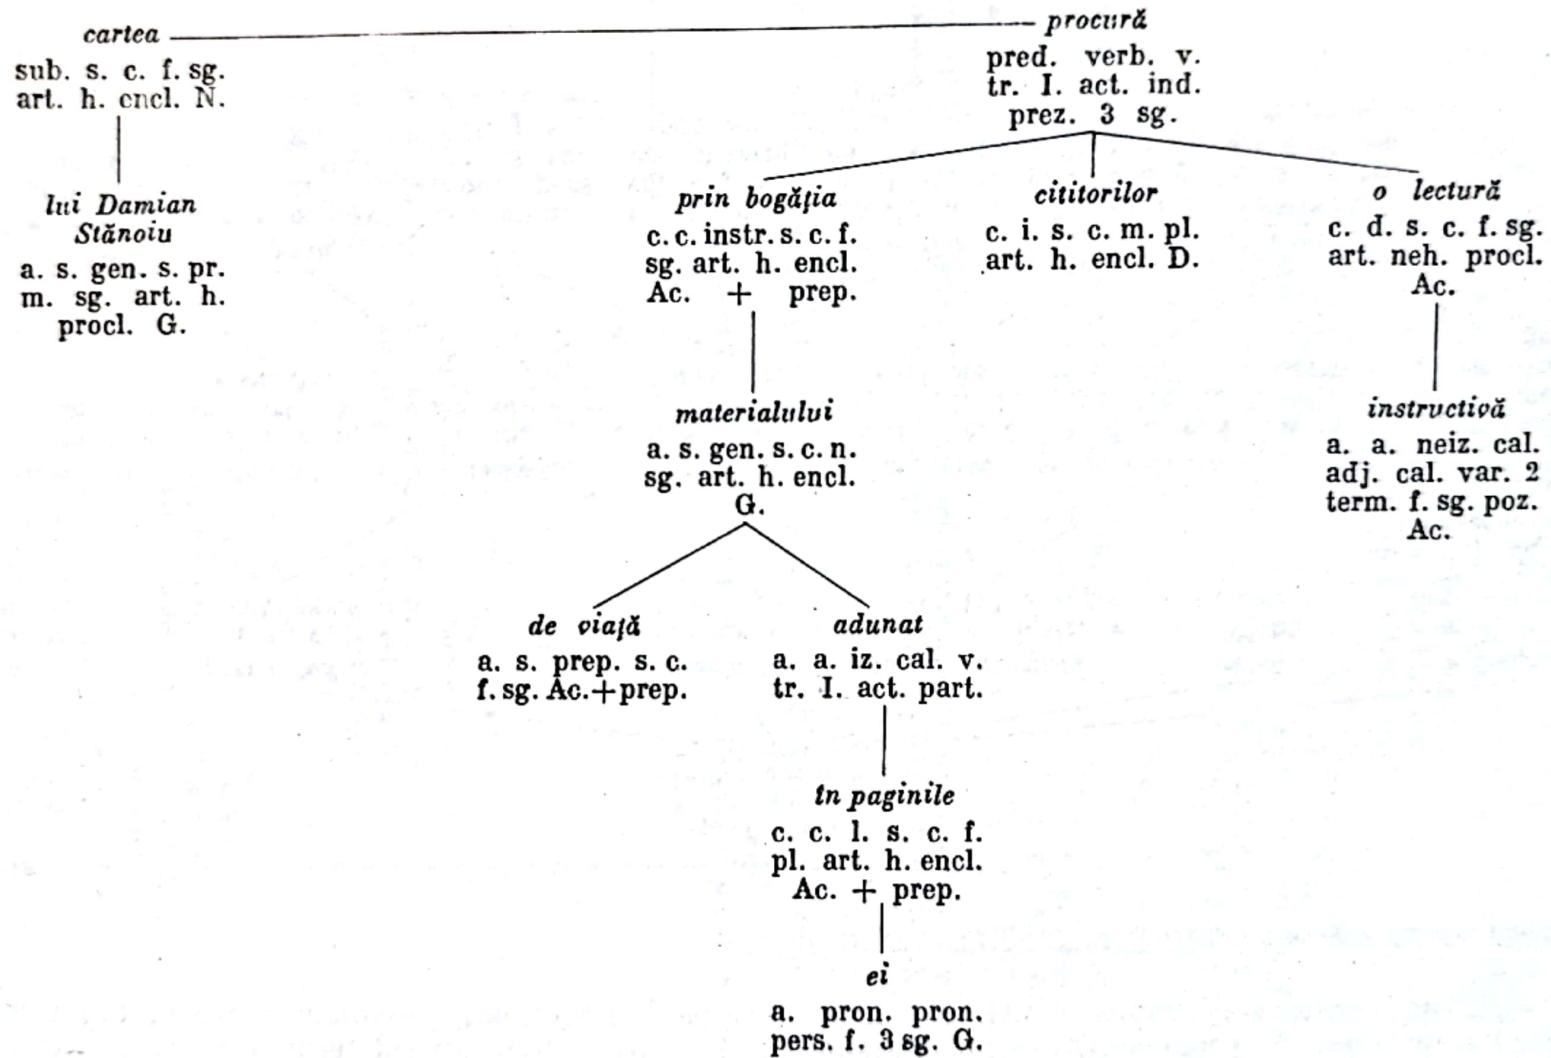 cartea
sub. s. c. f. sg.
art. h. encl. N.
lui Damian
Stănoiu
a. s. gen. s. pr.
m. sg. art. h.
procl. G.
procură
pred. verb. v.
tr. I. act. ind.
prez. 3 sg.
prin bogăția
c. c. instr. s. c. f.
sg. art. h. encl.
Ac. + prep.
cititorilor
c. i. s. c. m. pl.
art. h. encl. D.
o lectură
c. d. s. c. f. sg.
art. neh. procl.
Ac.
materialului
a. s. gen. s. c. n.
sg. art. h. encl.
G.
instructivă
a. a. neiz. cal.
adj. cal. var. 2
term. f. sg. poz.
Ac.
de viață
a. s. prep. s. c.
f. sg. Ac.+prep.
adunat
a. a. iz. cal. v.
tr. I. act. part.
în paginile
c. c. l. s. c. f.
pl. art. h. encl.
Ac. + prep.
ei
a. pron. pron.
pers. f. 3 sg. G.